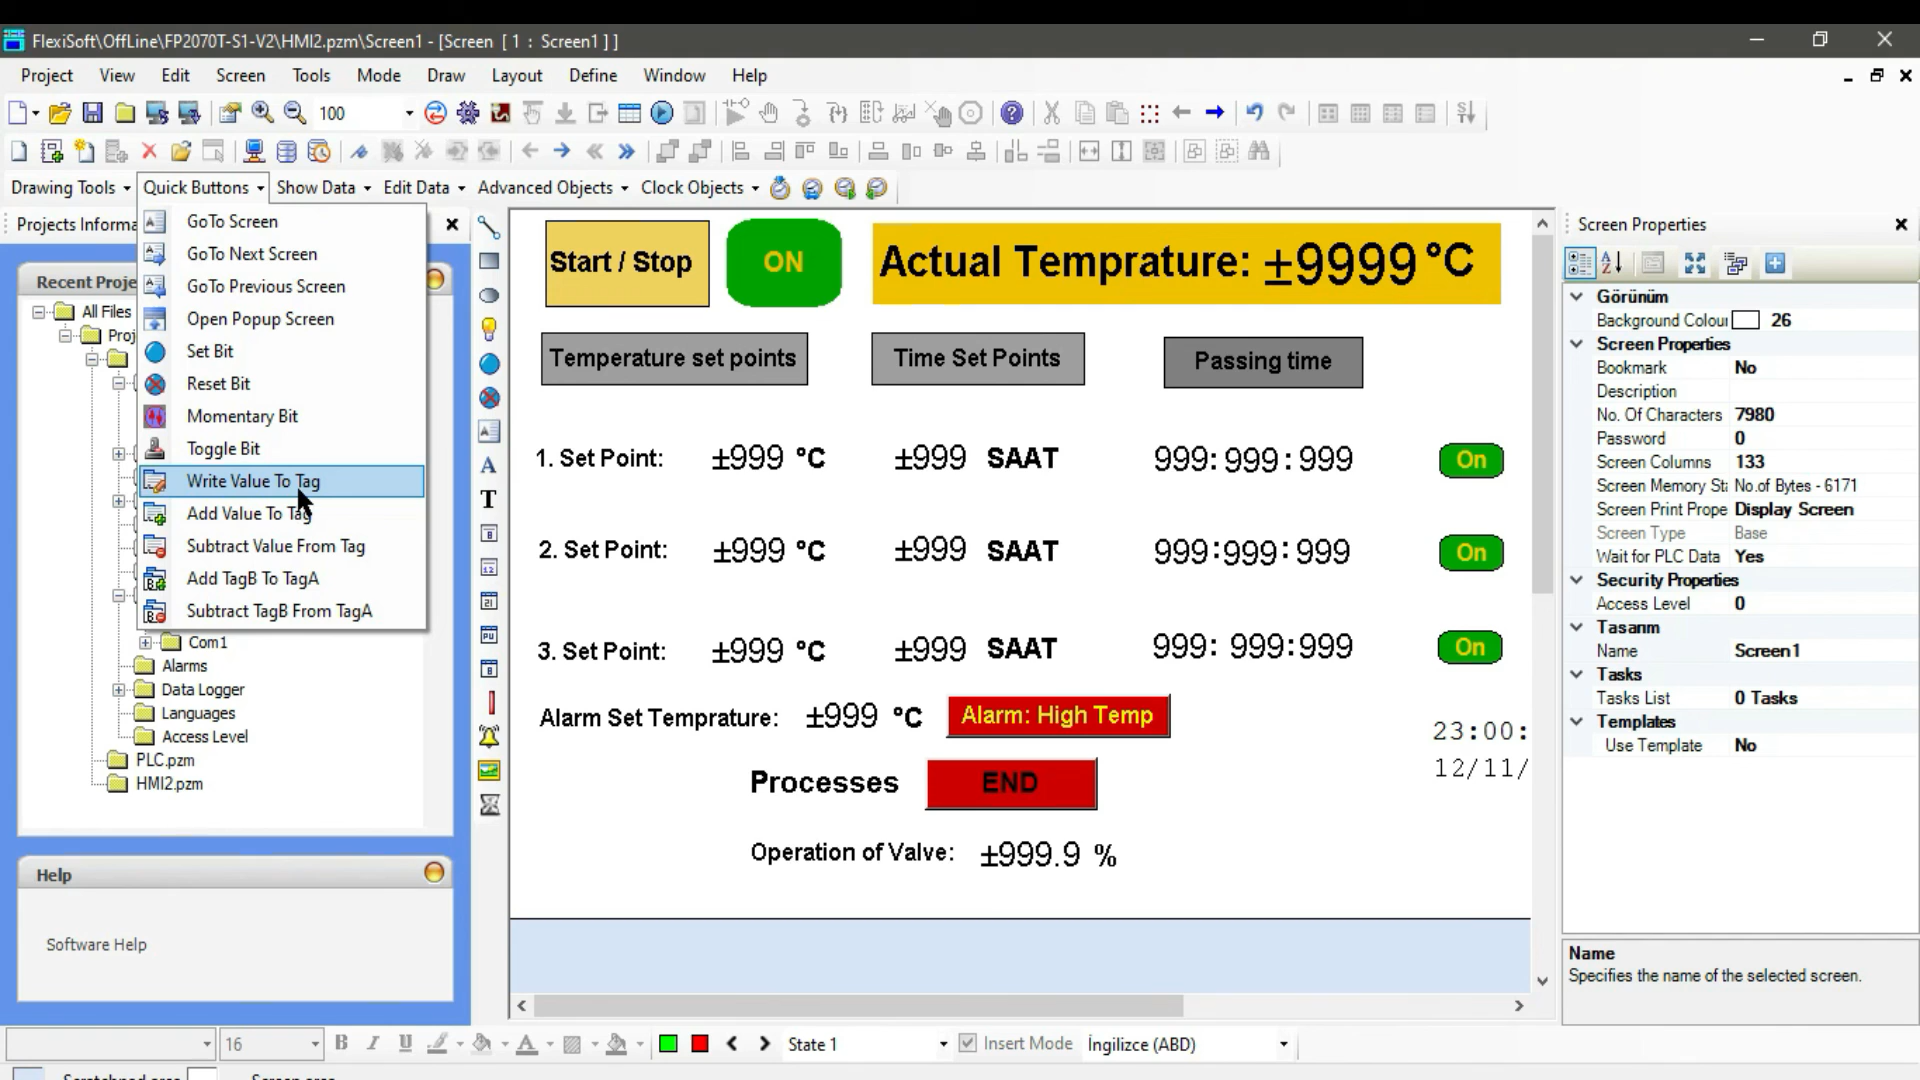 FlexiSoft\OffLine\FP2070T-S1-V2\HMI2.pzm\Screen1 - [Screen [ 1 : Screen1 ] ]
Project View Edit Screen Tools Mode Draw Layout Define Window Help
100
Drawing Tools Quick Buttons Show Data Edit Data Advanced Objects Clock Objects
Projects Informa
GoTo Screen
GoTo Next Screen
GoTo Previous Screen
Open Popup Screen
Set Bit
Reset Bit
Momentary Bit
Toggle Bit
Write Value To Tag
Add Value To Tag
Subtract Value From Tag
Add TagB To TagA
Subtract TagB From TagA
Recent Proje
All Files
Proj
Com1
Alarms
Data Logger
Languages
Access Level
PLC.pzm
HMI2.pzm
Help
Software Help
Start / Stop ON Actual Temprature: ±9999 °C
Temperature set points Time Set Points Passing time
1. Set Point: ±999 °C ±999 SAAT 999: 999 : 999 On
2. Set Point: ±999 °C ±999 SAAT 999:999: 999 On
3. Set Point: ±999 °C ±999 SAAT 999: 999:999 On
Alarm Set Temprature: ±999 °C Alarm: High Temp
23:00:
12/11/
Processes END
Operation of Valve: ±999.9 %
Screen Properties
Görünüm
Background Colour 26
Screen Properties
Bookmark No
Description
No. Of Characters 7980
Password 0
Screen Columns 133
Screen Memory Sta No.of Bytes - 6171
Screen Print Prope Display Screen
Screen Type Base
Wait for PLC Data Yes
Security Properties
Access Level 0
Tasarım
Name Screen1
Tasks
Tasks List 0 Tasks
Templates
Use Template No
Name
Specifies the name of the selected screen.
16 B I U A State 1 Insert Mode İngilizce (ABD)